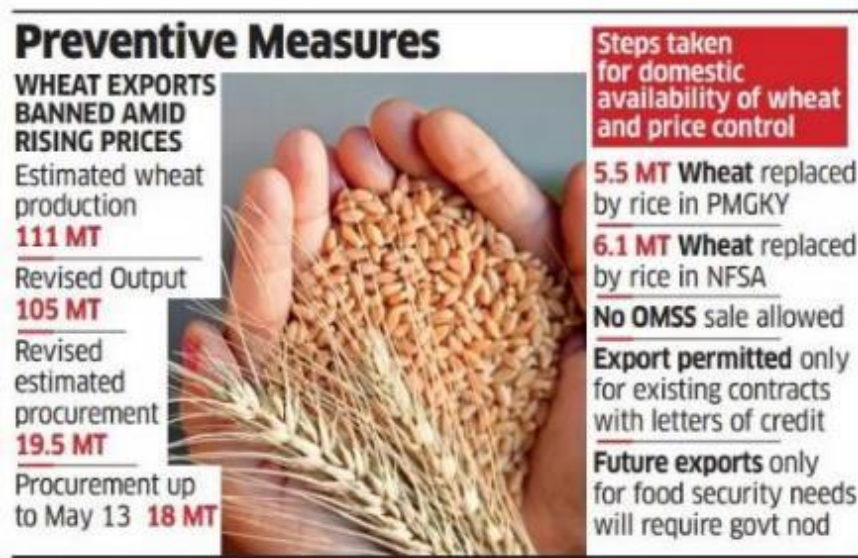 Preventive Measures
WHEAT EXPORTS
BANNED AMID
RISING PRICES
Estimated wheat
production
111 MT
Revised Output
105 MT
Revised
estimated
procurement
19.5 MT
Procurement up
to May 13 18 MT
Steps taken
for domestic
availability of wheat
and price control
5.5 MT Wheat replaced
by rice in PMGKY
6.1 MT Wheat replaced
by rice in NFSA
No OMSS sale allowed
Export permitted only
for existing contracts
with letters of credit
Future exports only
for food security needs
will require govt nod